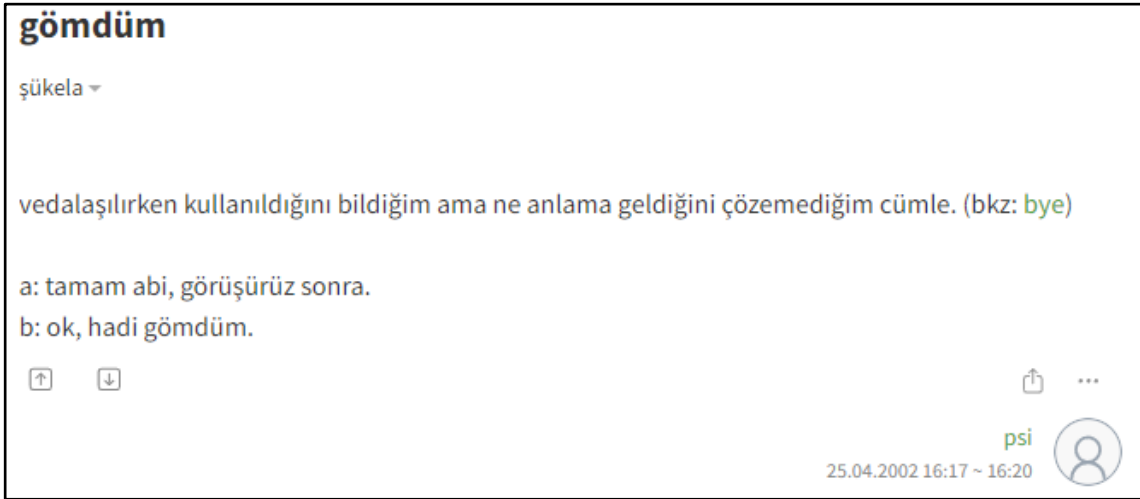 gömdüm
şükela
vedalaşılırken kullanıldığını bildiğim ama ne anlama geldiğini çözemediğim cümle. (bkz: bye)
a: tamam abi, görüşürüz sonra.
b: ok, hadi gömdüm.
psi
25.04.2002 16:17 ~ 16:20